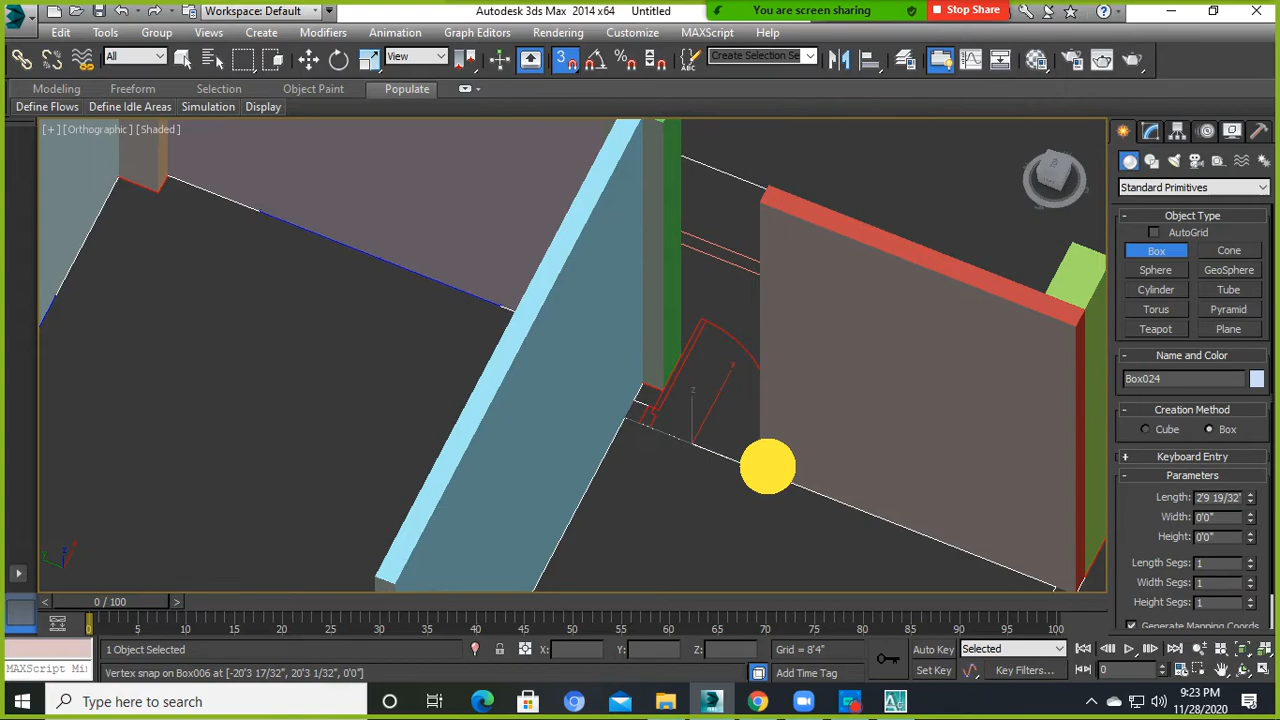 Workspace: Default
Autodesk 3ds Max 2014 x64 Untitled
You are screen sharing
Stop Share
Edit Tools Group Views Create Modifiers Animation Graph Editors Rendering Customize MAXScript Help
All
View
3
Create Selection Se
Modeling Freeform Selection Object Paint Populate
Define Flows Define Idle Areas Simulation Display
[+] [Orthographic] [Shaded]
Standard Primitives
Object Type
AutoGrid
Box Cone
Sphere GeoSphere
Cylinder Tube
Torus Pyramid
Teapot Plane
Name and Color
Box024
Creation Method
Cube Box
Keyboard Entry
Parameters
Length: 2'9 19/32"
Width: 0'0"
Height: 0'0"
Length Segs: 1
Width Segs: 1
Height Segs: 1
Generate Mapping Coords
z
0 / 100
0 5 10 15 20 25 30 35 40 45 50 55 60 65 70 75 80 85 90 95 100
1 Object Selected
X: Y: Z:
Grid = 8'4"
Auto Key Selected
MAXScript Mi
Vertex snap on Box006 at [-20'3 17/32", 20'3 1/32", 0'0"]
Add Time Tag
Set Key Key Filters...
0
Type here to search
9:23 PM
11/28/2020